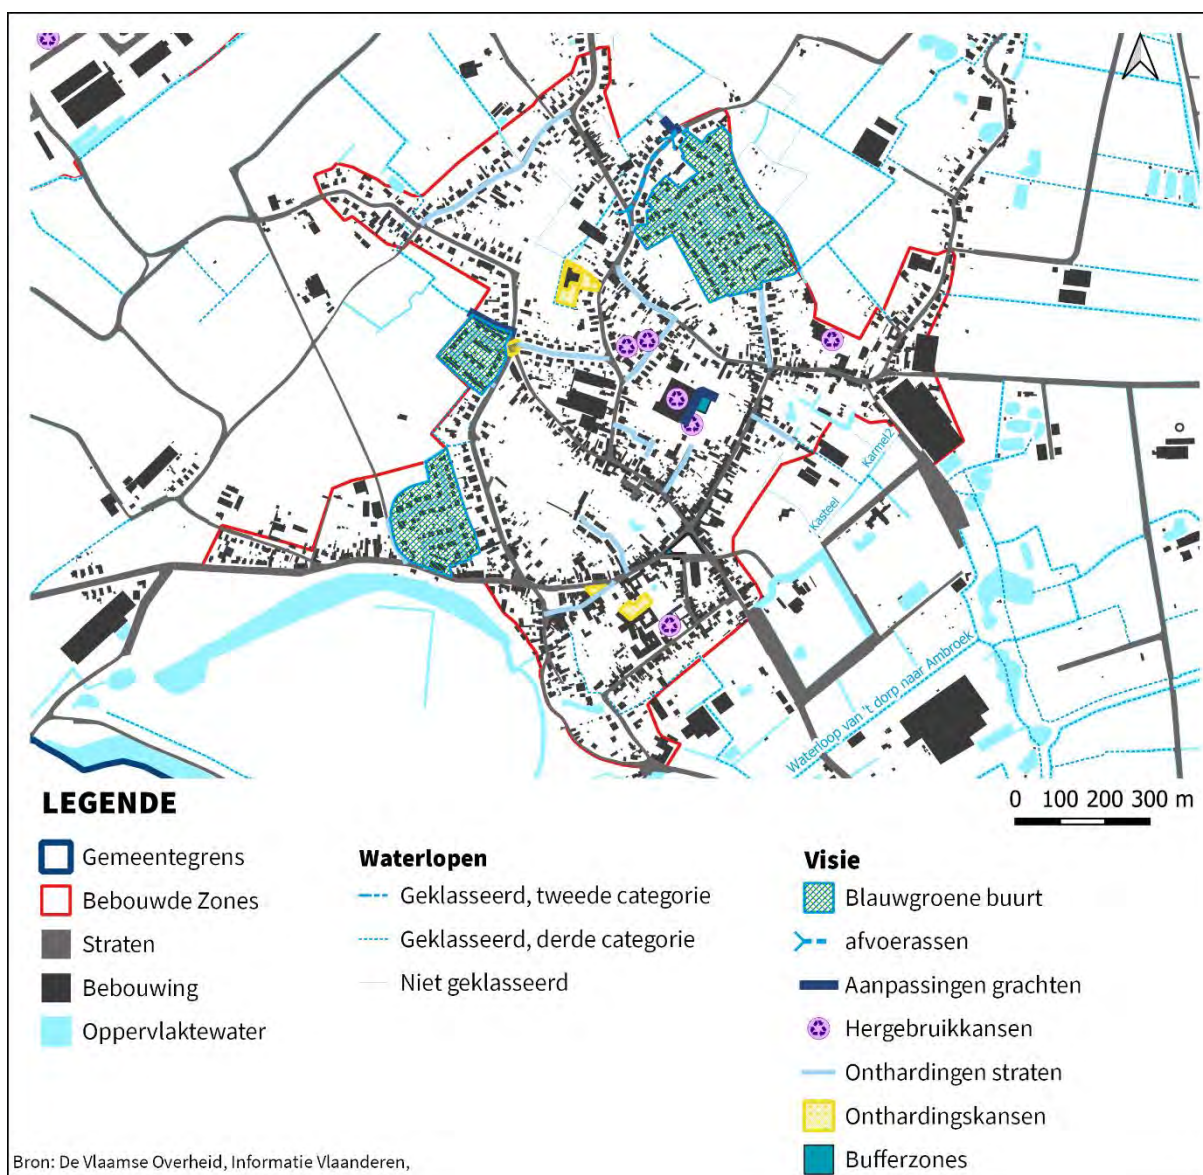 Karmel2
Kasteel
Waterloop van 't dorp naar Ambroek
0 100 200 300 m
LEGENDE
Gemeentegrens
Bebouwde Zones
Straten
Bebouwing
Oppervlaktewater
Waterlopen
Geklasseerd, tweede categorie
Geklasseerd, derde categorie
Niet geklasseerd
Visie
Blauwgroene buurt
afvoerassen
Aanpassingen grachten
Hergebruikkansen
Onthardingen straten
Onthardingskansen
Bufferzones
Bron: De Vlaamse Overheid, Informatie Vlaanderen,